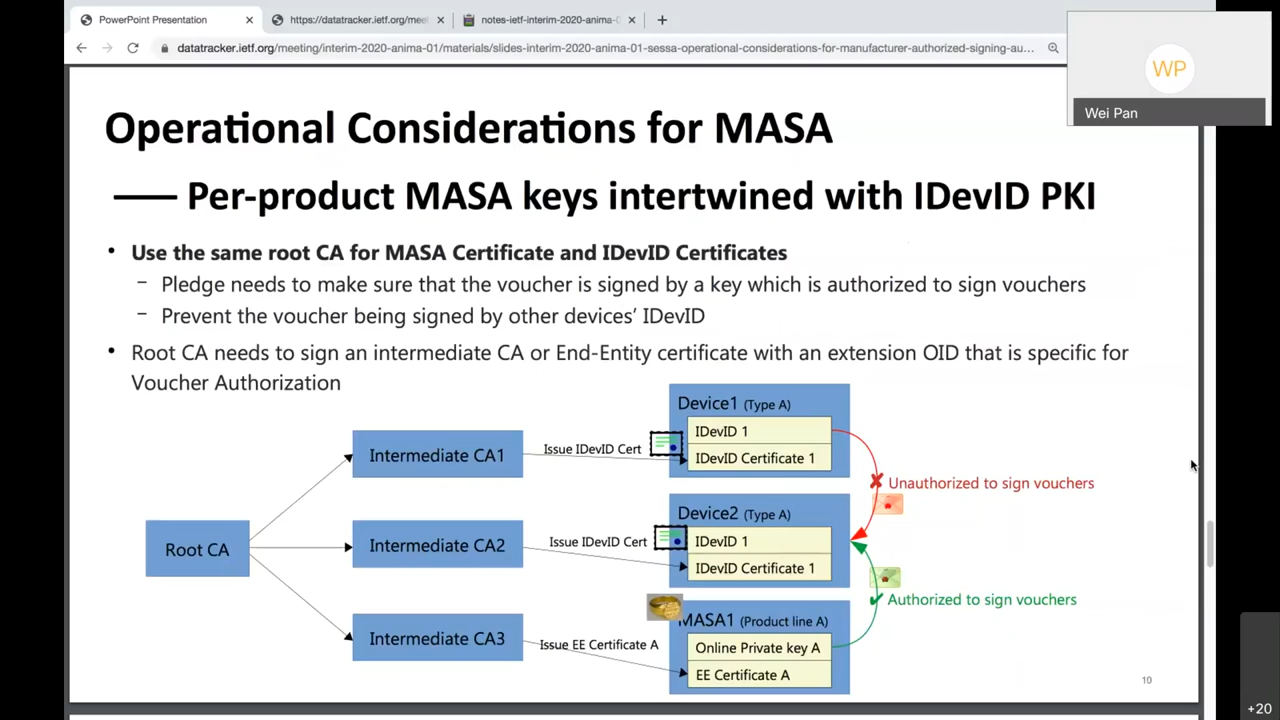 PowerPoint Presentation
https://datatracker.ietf.org/mee
notes-ietf-interim-2020-anima-0
datatracker.ietf.org/meeting/interim-2020-anima-01/materials/slides-interim-2020-anima-01-sessa-operational-considerations-for-manufacturer-authorized-signing-au...
WP
Wei Pan
Operational Considerations for MASA
—— Per-product MASA keys intertwined with IDevID PKI
• Use the same root CA for MASA Certificate and IDevID Certificates
– Pledge needs to make sure that the voucher is signed by a key which is authorized to sign vouchers
– Prevent the voucher being signed by other devices' IDevID
• Root CA needs to sign an intermediate CA or End-Entity certificate with an extension OID that is specific for
Voucher Authorization
Root CA
Intermediate CA1
Issue IDevID Cert
Device1 (Type A)
IDevID 1
IDevID Certificate 1
Unauthorized to sign vouchers
Intermediate CA2
Issue IDevID Cert
Device2 (Type A)
IDevID 1
IDevID Certificate 1
Authorized to sign vouchers
Intermediate CA3
Issue EE Certificate A
MASA1 (Product line A)
Online Private key A
EE Certificate A
10
+20